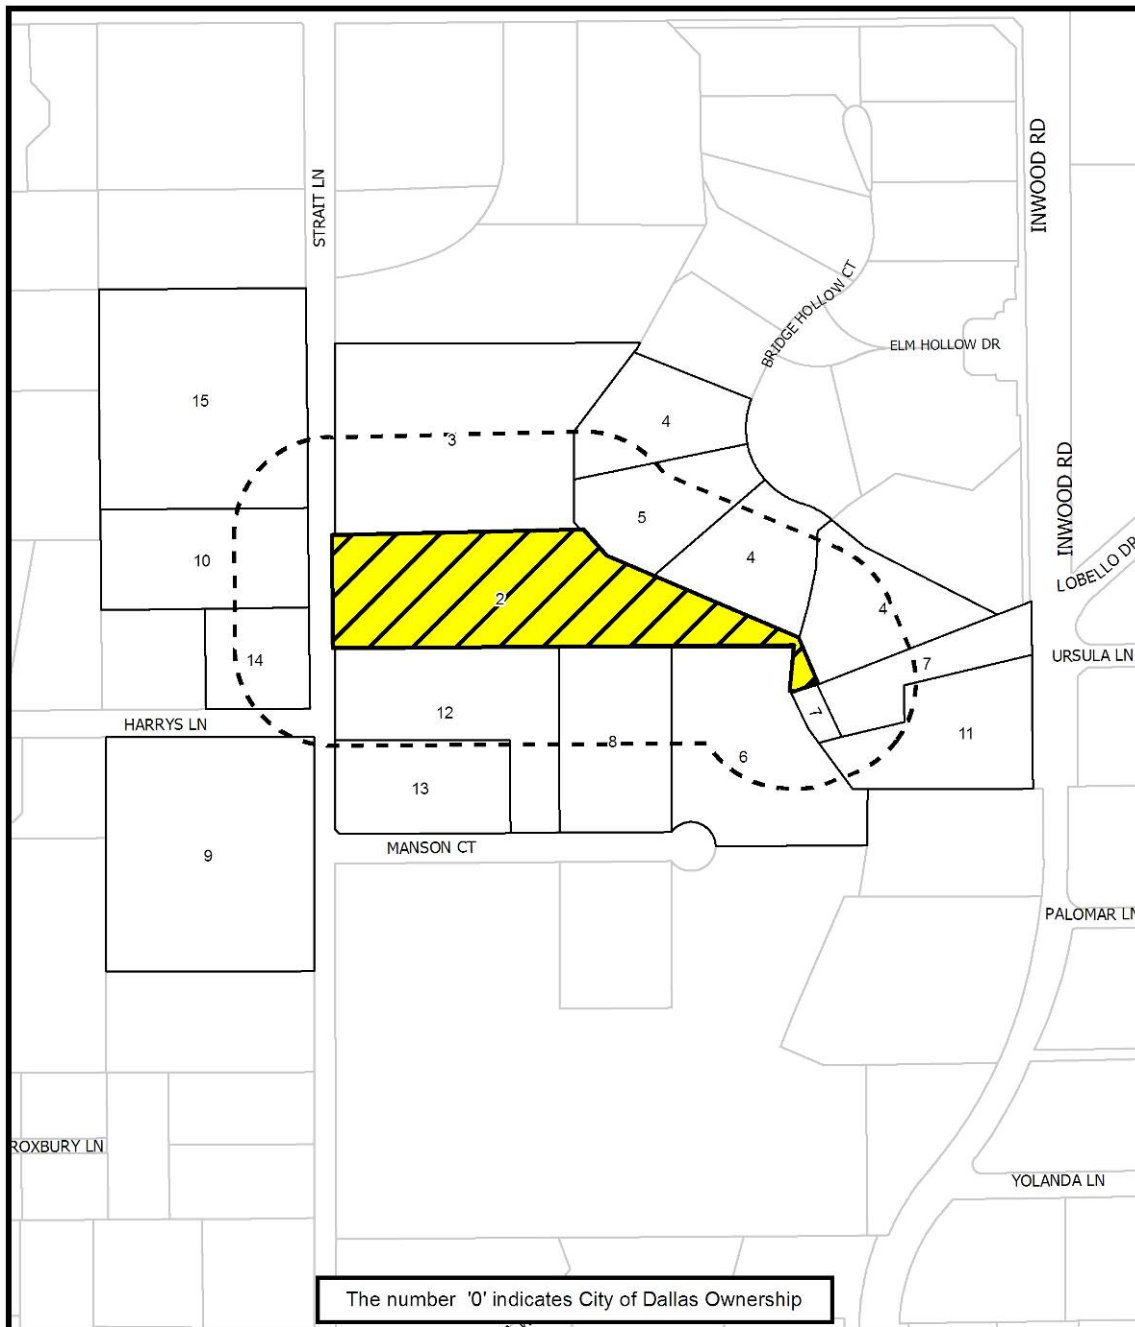 INWOOD RD
STRAIT LN
BRIDGE HOLLOW CT
ELM HOLLOW DR
15
4
3
INWOOD RD
5
10
4
LOBELLO DR
2
4
14
URSULA LN
7
12
7
HARRYS LN
11
8
6
13
MANSON CT
9
PALOMAR LN
ROXBURY LN
YOLANDA LN
The number '0' indicates City of Dallas Ownership